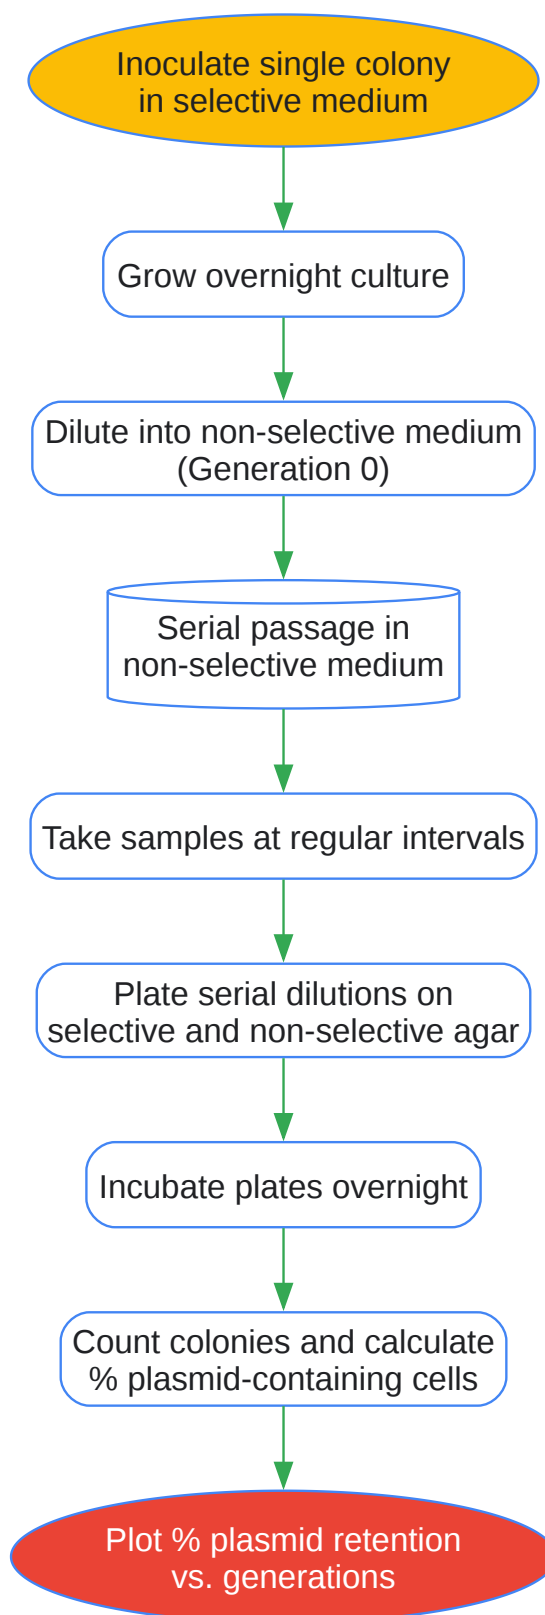 Inoculate single colony
in selective medium
Grow overnight culture
Dilute into non-selective medium
(Generation 0)
Serial passage in
non-selective medium
Take samples at regular intervals
Plate serial dilutions on
selective and non-selective agar
Incubate plates overnight
Count colonies and calculate
% plasmid-containing cells
Plot % plasmid retention
vs. generations